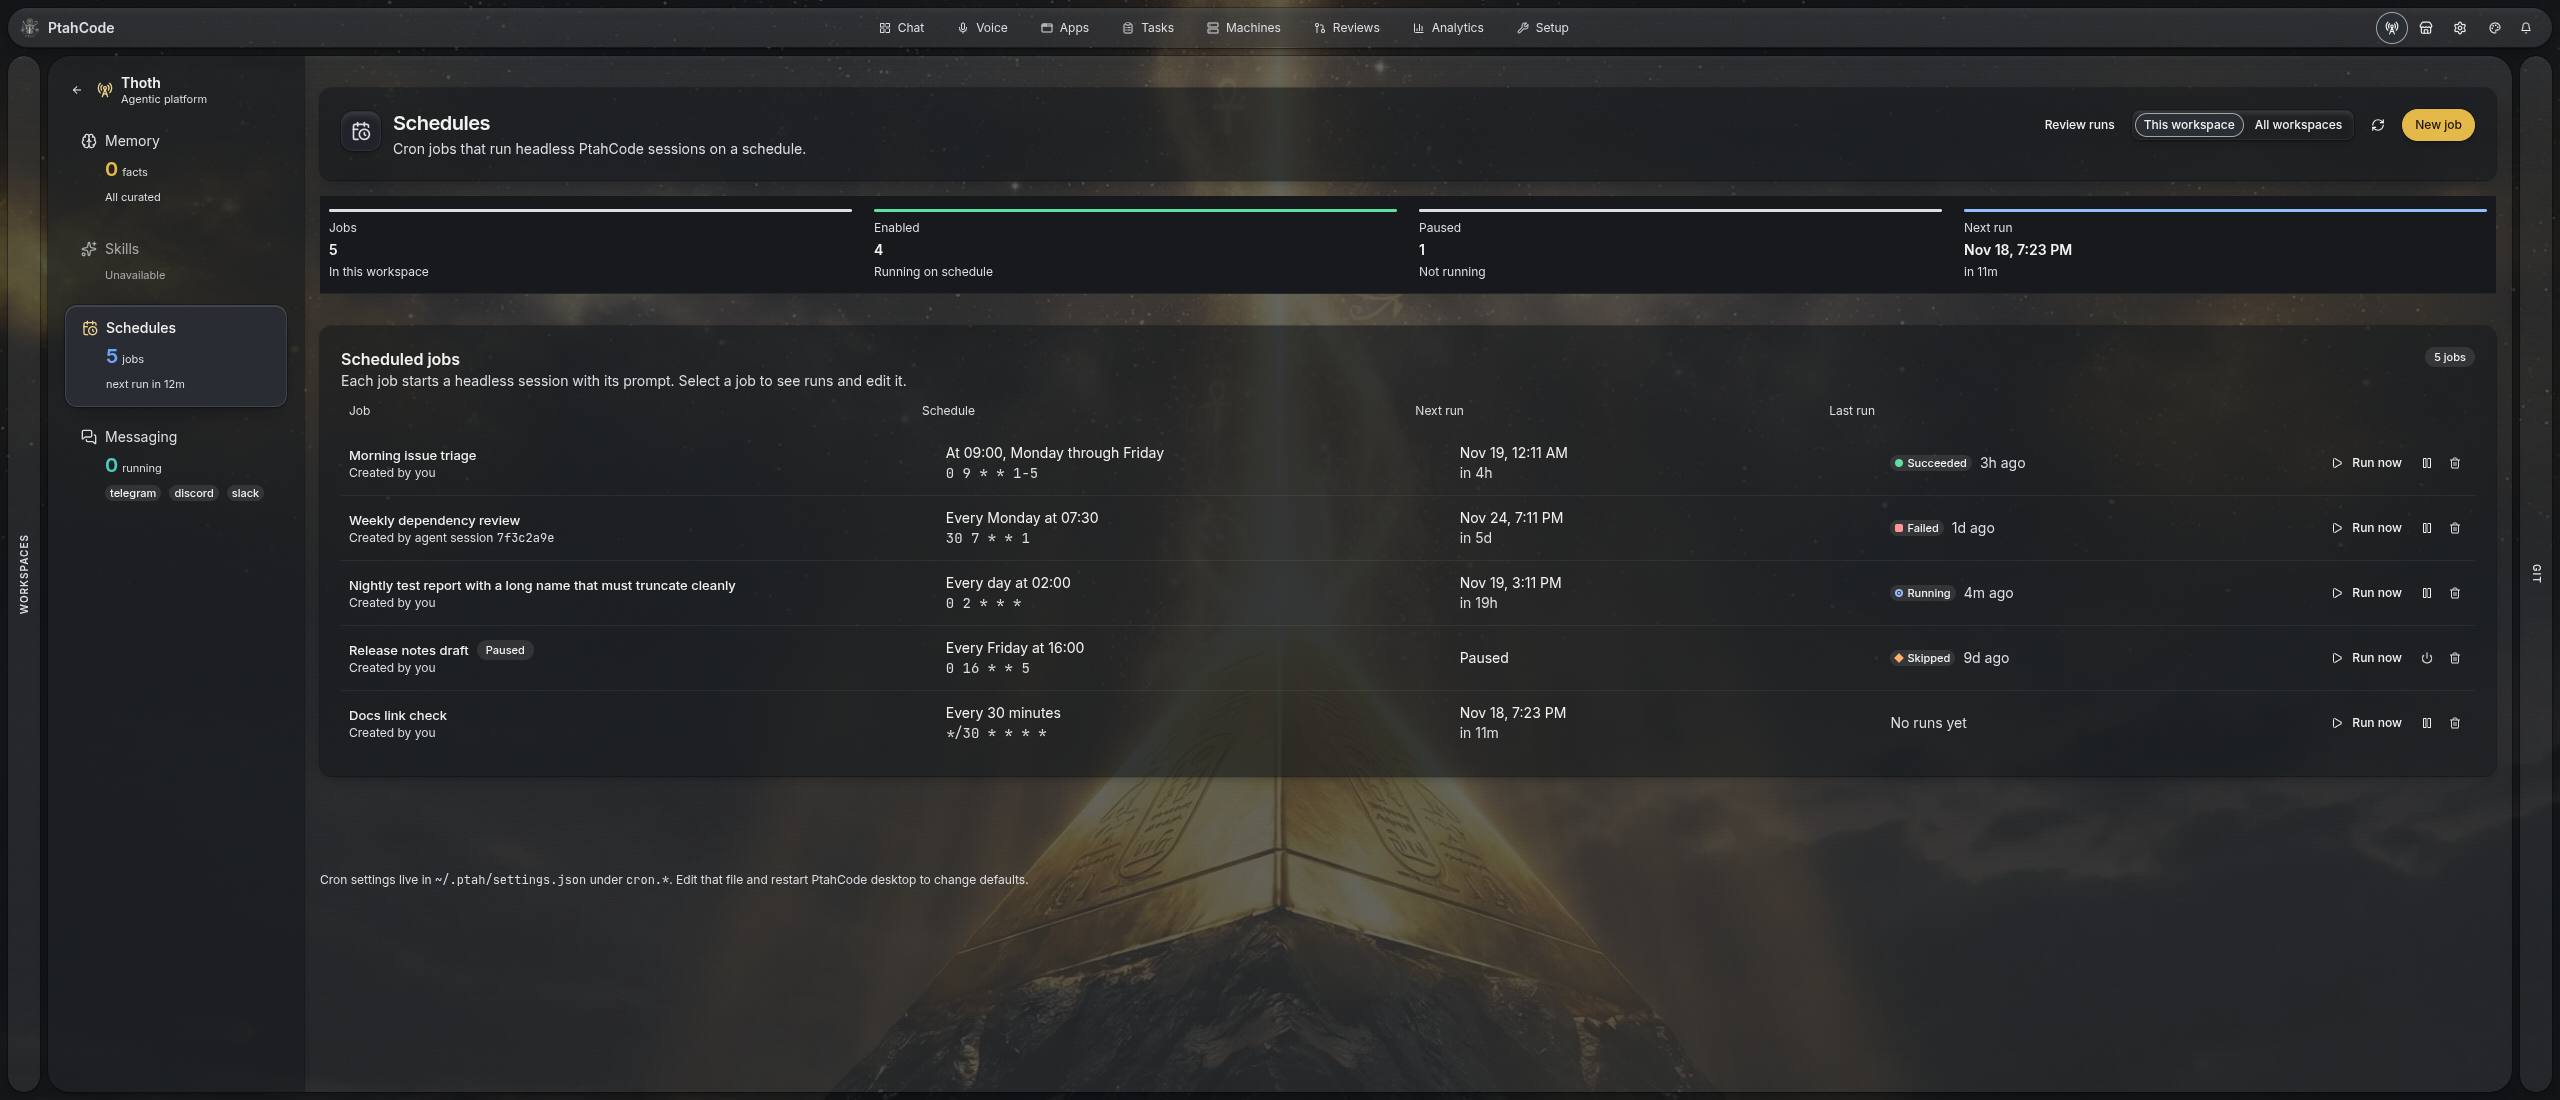 PtahCode
Chat
Voice
Apps
Tasks
Machines
Reviews
Analytics
Setup
WORKSPACES
Thoth
Agentic platform
Memory
0 facts
All curated
Skills
Unavailable
Schedules
5 jobs
next run in 12m
Messaging
0 running
telegram discord slack
Schedules
Cron jobs that run headless PtahCode sessions on a schedule.
Review runs
This workspace
All workspaces
New job
Jobs
5
In this workspace
Enabled
4
Running on schedule
Paused
1
Not running
Next run
Nov 18, 7:23 PM
in 11m
Scheduled jobs
Each job starts a headless session with its prompt. Select a job to see runs and edit it.
5 jobs
Job Schedule Next run Last run
Morning issue triage
Created by you
At 09:00, Monday through Friday
0 9 * * 1-5
Nov 19, 12:11 AM
in 4h
Succeeded 3h ago
Run now
Weekly dependency review
Created by agent session 7f3c2a9e
Every Monday at 07:30
30 7 * * 1
Nov 24, 7:11 PM
in 5d
Failed 1d ago
Run now
Nightly test report with a long name that must truncate cleanly
Created by you
Every day at 02:00
0 2 * * *
Nov 19, 3:11 PM
in 19h
Running 4m ago
Run now
Release notes draft Paused
Created by you
Every Friday at 16:00
0 16 * * 5
Paused
Skipped 9d ago
Run now
Docs link check
Created by you
Every 30 minutes
*/30 * * * *
Nov 18, 7:23 PM
in 11m
No runs yet
Run now
Cron settings live in ~/.ptah/settings.json under cron.*. Edit that file and restart PtahCode desktop to change defaults.
GIT